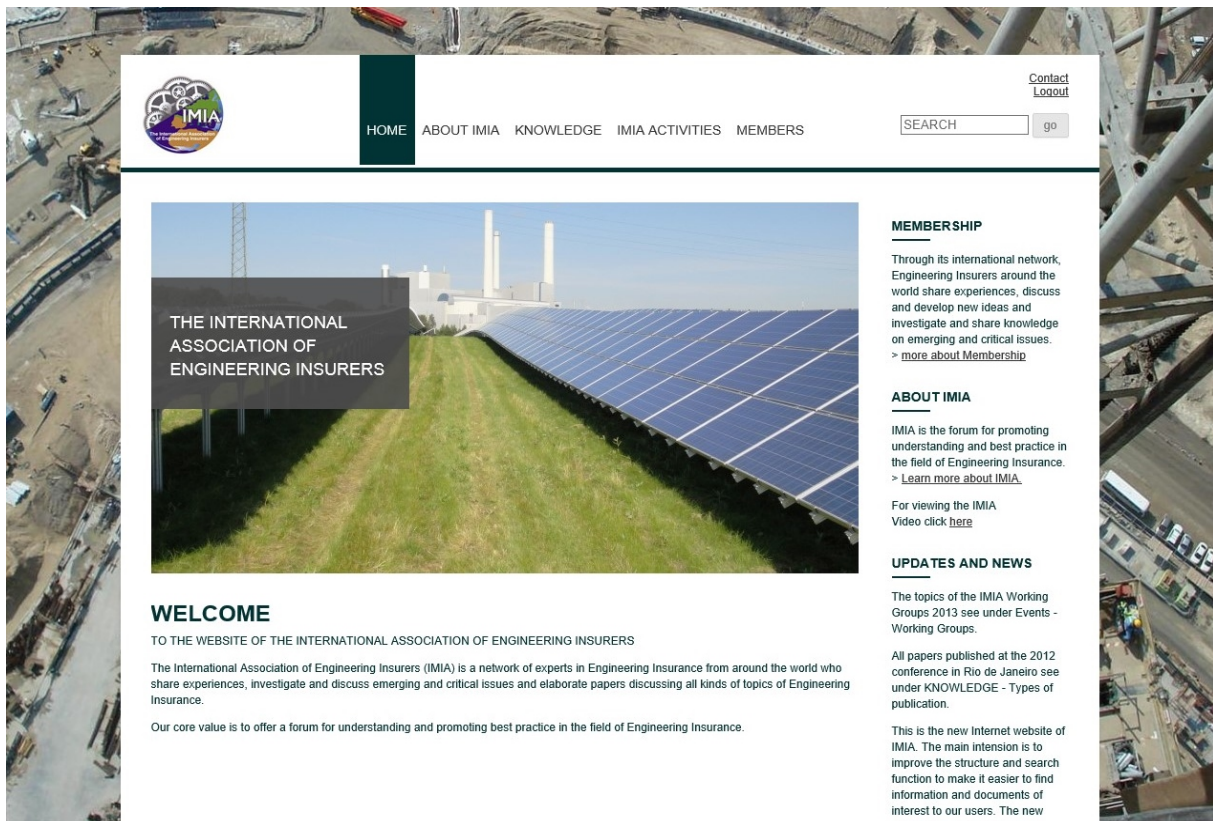 IMIA
The International Association
of Engineering Insurers
HOME ABOUT IMIA KNOWLEDGE IMIA ACTIVITIES MEMBERS
Contact
Logout
SEARCH go
THE INTERNATIONAL
ASSOCIATION OF
ENGINEERING INSURERS
WELCOME
TO THE WEBSITE OF THE INTERNATIONAL ASSOCIATION OF ENGINEERING INSURERS
The International Association of Engineering Insurers (IMIA) is a network of experts in Engineering Insurance from around the world who
share experiences, investigate and discuss emerging and critical issues and elaborate papers discussing all kinds of topics of Engineering
Insurance.
Our core value is to offer a forum for understanding and promoting best practice in the field of Engineering Insurance.
MEMBERSHIP
Through its international network,
Engineering Insurers around the
world share experiences, discuss
and develop new ideas and
investigate and share knowledge
on emerging and critical issues.
> more about Membership
ABOUT IMIA
IMIA is the forum for promoting
understanding and best practice in
the field of Engineering Insurance.
> Learn more about IMIA.
For viewing the IMIA
Video click here
UPDATES AND NEWS
The topics of the IMIA Working
Groups 2013 see under Events -
Working Groups.
All papers published at the 2012
conference in Rio de Janeiro see
under KNOWLEDGE - Types of
publication.
This is the new Internet website of
IMIA. The main intension is to
improve the structure and search
function to make it easier to find
information and documents of
interest to our users. The new